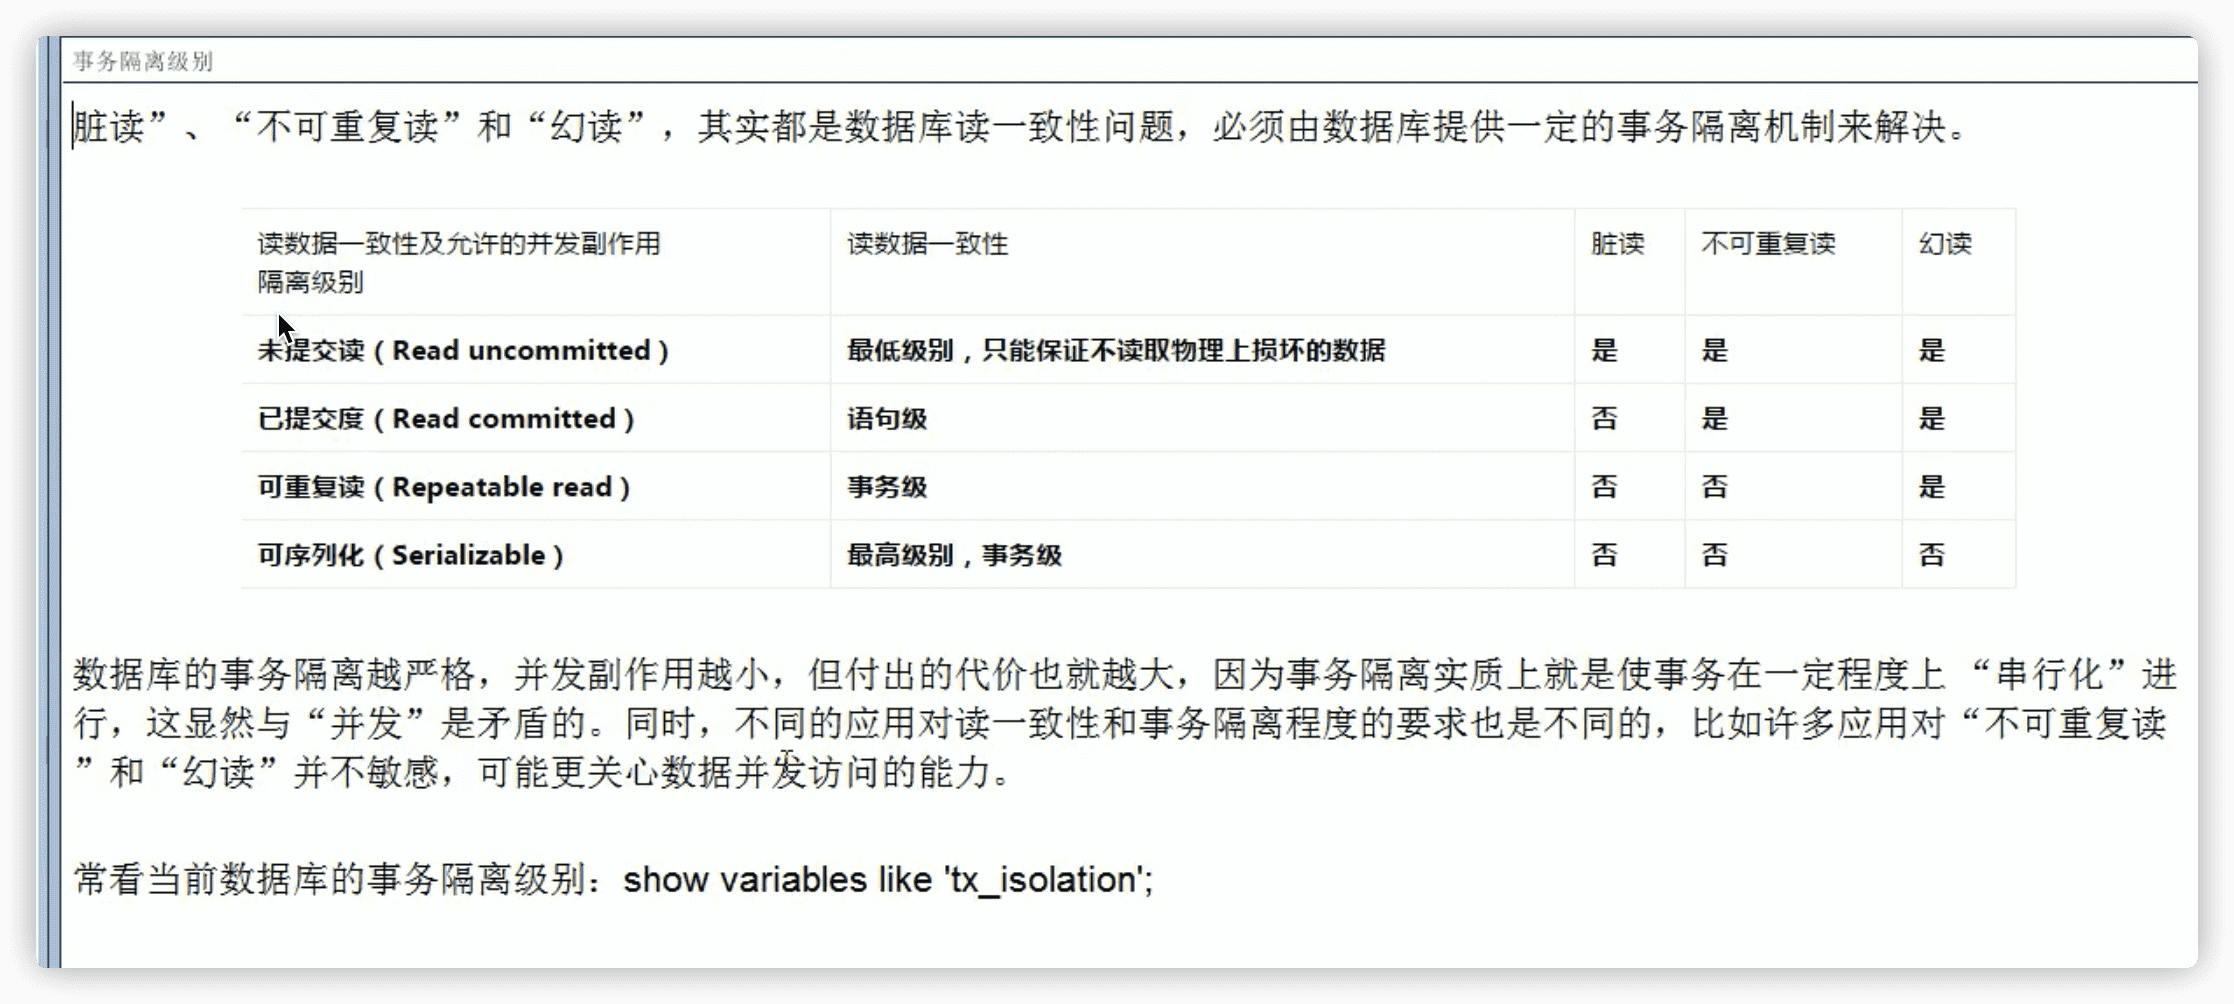 事务隔离级别
脏读”、“不可重复读”和“幻读”，其实都是数据库读一致性问题，必须由数据库提供一定的事务隔离机制来解决。
读数据一致性及允许的并发副作用
隔离级别
读数据一致性
脏读
不可重复读
幻读
未提交读（Read uncommitted）
最低级别，只能保证不读取物理上损坏的数据
是
是
是
已提交度（Read committed）
语句级
否
是
是
可重复读（Repeatable read）
事务级
否
否
是
可序列化（Serializable）
最高级别，事务级
否
否
否
数据库的事务隔离越严格，并发副作用越小，但付出的代价也就越大，因为事务隔离实质上就是使事务在一定程度上 “串行化”进
行，这显然与“并发”是矛盾的。同时，不同的应用对读一致性和事务隔离程度的要求也是不同的，比如许多应用对“不可重复读
”和“幻读”并不敏感，可能更关心数据并发访问的能力。
常看当前数据库的事务隔离级别：show variables like 'tx_isolation';